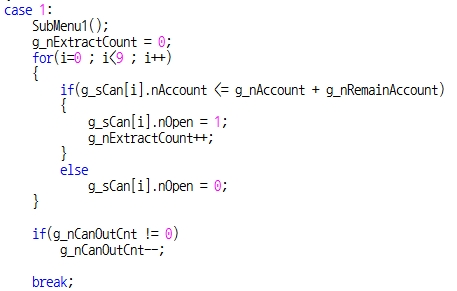 case 1:
SubMenu1();
g_nExtractCount = 0;
for(i=0 ; i<9 ; i++)
{
if(g_sCan[i].nAccount <= g_nAccount + g_nRemainAccount)
{
g_sCan[i].nOpen = 1;
g_nExtractCount++;
}
else
g_sCan[i].nOpen = 0;
}
if(g_nCanOutCnt != 0)
g_nCanOutCnt--;
break;